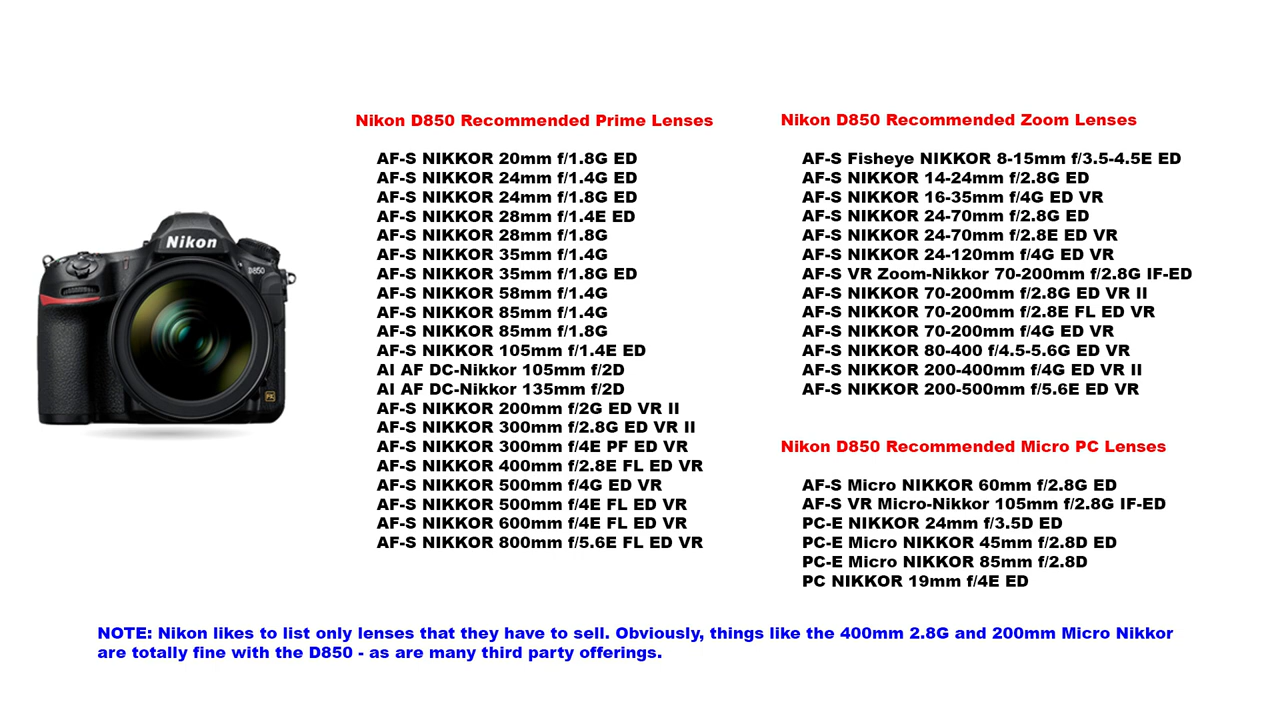 Nikon
D850
FX
Nikon D850 Recommended Prime Lenses
AF-S NIKKOR 20mm f/1.8G ED
AF-S NIKKOR 24mm f/1.4G ED
AF-S NIKKOR 24mm f/1.8G ED
AF-S NIKKOR 28mm f/1.4E ED
AF-S NIKKOR 28mm f/1.8G
AF-S NIKKOR 35mm f/1.4G
AF-S NIKKOR 35mm f/1.8G ED
AF-S NIKKOR 58mm f/1.4G
AF-S NIKKOR 85mm f/1.4G
AF-S NIKKOR 85mm f/1.8G
AF-S NIKKOR 105mm f/1.4E ED
AI AF DC-Nikkor 105mm f/2D
AI AF DC-Nikkor 135mm f/2D
AF-S NIKKOR 200mm f/2G ED VR II
AF-S NIKKOR 300mm f/2.8G ED VR II
AF-S NIKKOR 300mm f/4E PF ED VR
AF-S NIKKOR 400mm f/2.8E FL ED VR
AF-S NIKKOR 500mm f/4G ED VR
AF-S NIKKOR 500mm f/4E FL ED VR
AF-S NIKKOR 600mm f/4E FL ED VR
AF-S NIKKOR 800mm f/5.6E FL ED VR
Nikon D850 Recommended Zoom Lenses
AF-S Fisheye NIKKOR 8-15mm f/3.5-4.5E ED
AF-S NIKKOR 14-24mm f/2.8G ED
AF-S NIKKOR 16-35mm f/4G ED VR
AF-S NIKKOR 24-70mm f/2.8G ED
AF-S NIKKOR 24-70mm f/2.8E ED VR
AF-S NIKKOR 24-120mm f/4G ED VR
AF-S VR Zoom-Nikkor 70-200mm f/2.8G IF-ED
AF-S NIKKOR 70-200mm f/2.8G ED VR II
AF-S NIKKOR 70-200mm f/2.8E FL ED VR
AF-S NIKKOR 70-200mm f/4G ED VR
AF-S NIKKOR 80-400 f/4.5-5.6G ED VR
AF-S NIKKOR 200-400mm f/4G ED VR II
AF-S NIKKOR 200-500mm f/5.6E ED VR
Nikon D850 Recommended Micro PC Lenses
AF-S Micro NIKKOR 60mm f/2.8G ED
AF-S VR Micro-Nikkor 105mm f/2.8G IF-ED
PC-E NIKKOR 24mm f/3.5D ED
PC-E Micro NIKKOR 45mm f/2.8D ED
PC-E Micro NIKKOR 85mm f/2.8D
PC NIKKOR 19mm f/4E ED
NOTE: Nikon likes to list only lenses that they have to sell. Obviously, things like the 400mm 2.8G and 200mm Micro Nikkor
are totally fine with the D850 - as are many third party offerings.